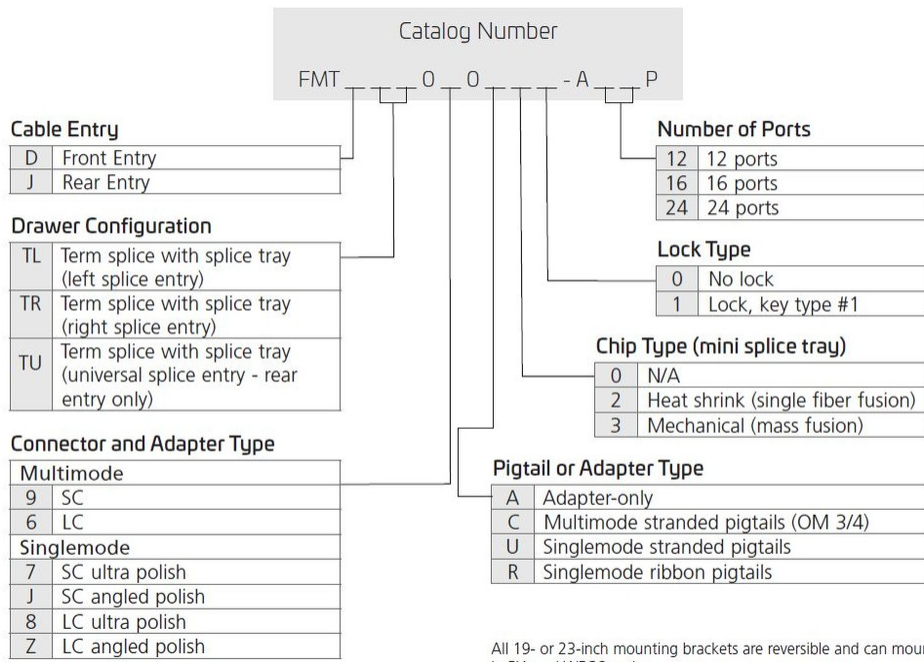 Catalog Number
FMT _ _ _ 0 _ 0 _ _ _ - A _ _ P
Cable Entry
D Front Entry
J Rear Entry
Drawer Configuration
TL Term splice with splice tray
(left splice entry)
TR Term splice with splice tray
(right splice entry)
TU Term splice with splice tray
(universal splice entry - rear
entry only)
Connector and Adapter Type
Multimode
9 SC
6 LC
Singlemode
7 SC ultra polish
J SC angled polish
8 LC ultra polish
Z LC angled polish
Number of Ports
12 12 ports
16 16 ports
24 24 ports
Lock Type
0 No lock
1 Lock, key type #1
Chip Type (mini splice tray)
0 N/A
2 Heat shrink (single fiber fusion)
3 Mechanical (mass fusion)
Pigtail or Adapter Type
A Adapter-only
C Multimode stranded pigtails (OM 3/4)
U Singlemode stranded pigtails
R Singlemode ribbon pigtails
All 19- or 23-inch mounting brackets are reversible and can